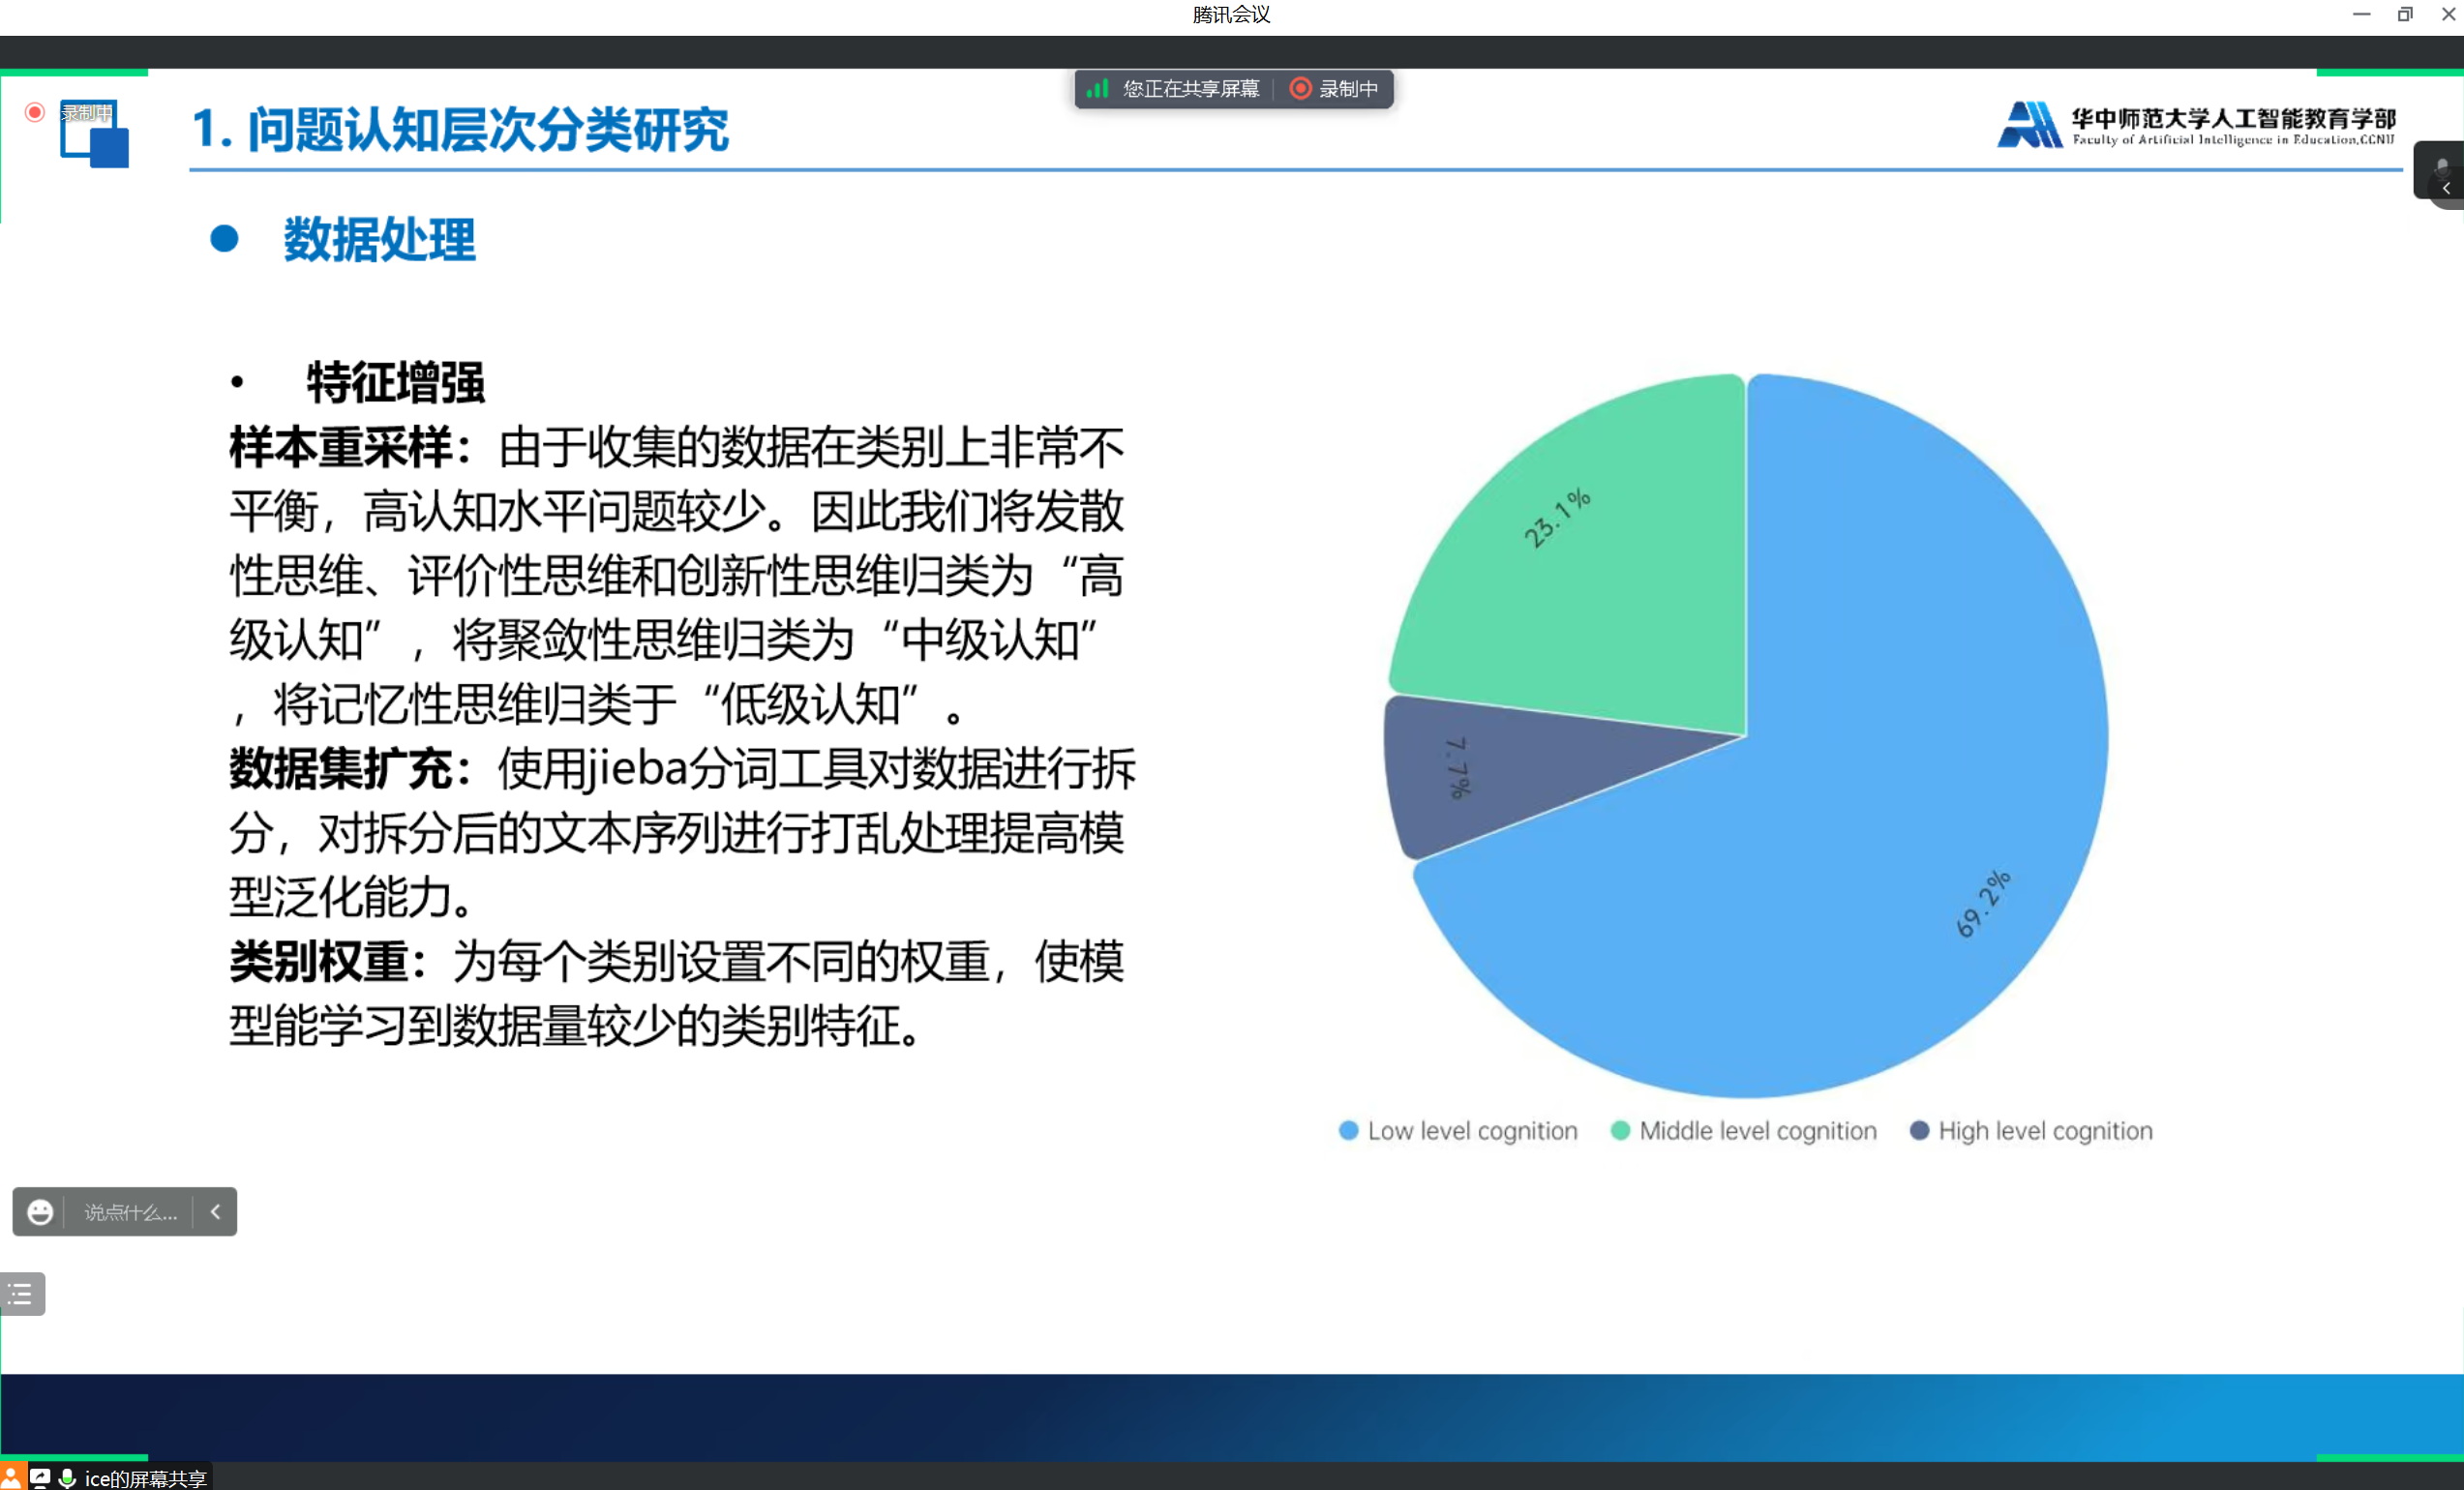 腾讯会议
您正在共享屏幕 录制中
录制中
1. 问题认知层次分类研究
华中师范大学人工智能教育学部
Faculty of Artificial Intelligence in Education,CCNU
数据处理
• 特征增强
样本重采样：由于收集的数据在类别上非常不
平衡，高认知水平问题较少。因此我们将发散
性思维、评价性思维和创新性思维归类为“高
级认知”，将聚敛性思维归类为“中级认知”
，将记忆性思维归类于“低级认知”。
数据集扩充：使用jieba分词工具对数据进行拆
分，对拆分后的文本序列进行打乱处理提高模
型泛化能力。
类别权重：为每个类别设置不同的权重，使模
型能学习到数据量较少的类别特征。
23.1%
7.7%
69.2%
Low level cognition Middle level cognition High level cognition
说点什么...
ice的屏幕共享